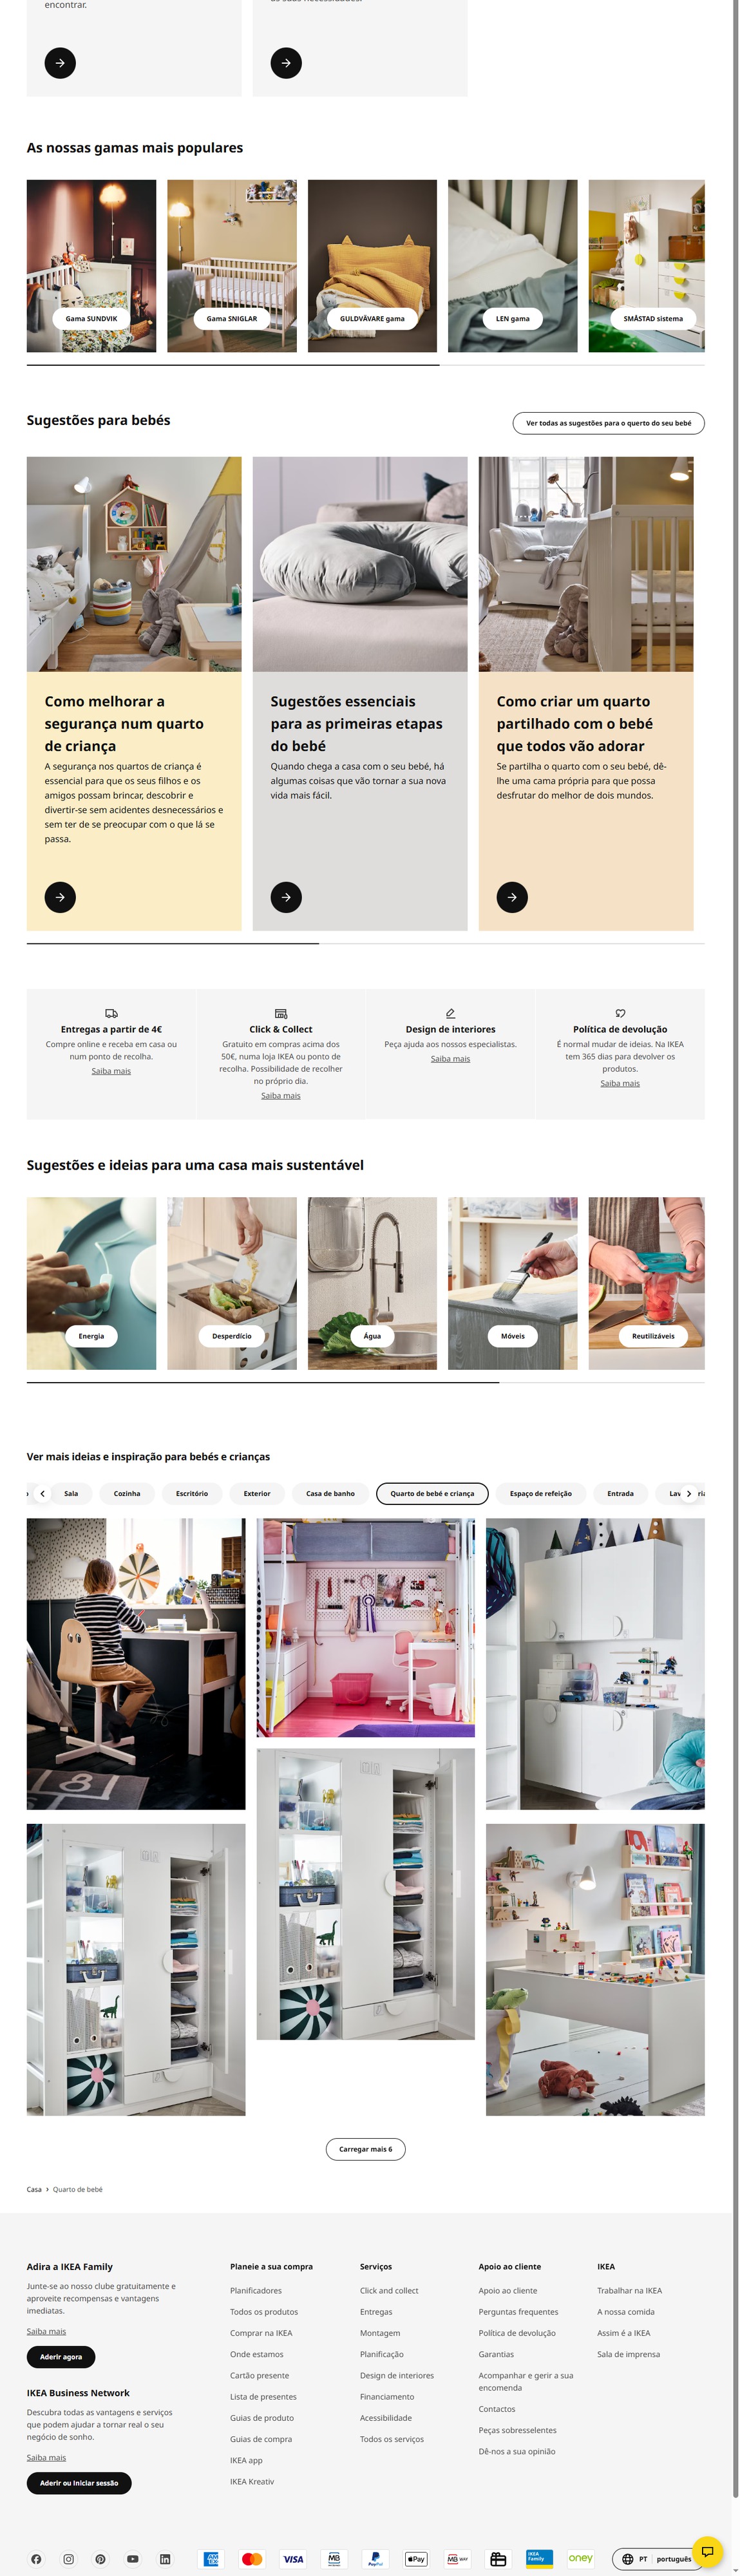 encontrar.
As nossas gamas mais populares
Gama SUNDVIK
Gama SNIGLAR
GULDVÄVARE gama
LEN gama
SMÅSTAD sistema
Sugestões para bebés
Ver todas as sugestões para o querto do seu bebé
Como melhorar a
segurança num quarto
de criança
A segurança nos quartos de criança é
essencial para que os seus filhos e os
amigos possam brincar, descobrir e
divertir-se sem acidentes desnecessários e
sem ter de se preocupar com o que lá se
passa.
Sugestões essenciais
para as primeiras etapas
do bebé
Quando chega a casa com o seu bebé, há
algumas coisas que vão tornar a sua nova
vida mais fácil.
Como criar um quarto
partilhado com o bebé
que todos vão adorar
Se partilha o quarto com o seu bebé, dê-
lhe uma cama própria para que possa
desfrutar do melhor de dois mundos.
Entregas a partir de 4€
Compre online e receba em casa ou
num ponto de recolha.
Saiba mais
Click & Collect
Gratuito em compras acima dos
50€, numa loja IKEA ou ponto de
recolha. Possibilidade de recolher
no próprio dia.
Saiba mais
Design de interiores
Peça ajuda aos nossos especialistas.
Saiba mais
Política de devolução
É normal mudar de ideias. Na IKEA
tem 365 dias para devolver os
produtos.
Saiba mais
Sugestões e ideias para uma casa mais sustentável
Energia
Desperdício
Água
Móveis
Reutilizáveis
Ver mais ideias e inspiração para bebés e crianças
Sala
Cozinha
Escritório
Exterior
Casa de banho
Quarto de bebé e criança
Espaço de refeição
Entrada
Carregar mais 6
Casa › Quarto de bebé
Adira a IKEA Family
Junte-se ao nosso clube gratuitamente e
aproveite recompensas e vantagens
imediatas.
Saiba mais
Aderir agora
IKEA Business Network
Descubra todas as vantagens e serviços
que podem ajudar a tornar real o seu
negócio de sonho.
Saiba mais
Aderir ou Iniciar sessão
Planeie a sua compra
Planificadores
Todos os produtos
Comprar na IKEA
Onde estamos
Cartão presente
Lista de presentes
Guias de produto
Guias de compra
IKEA app
IKEA Kreativ
Serviços
Click and collect
Entregas
Montagem
Planificação
Design de interiores
Financiamento
Acessibilidade
Todos os serviços
Apoio ao cliente
Apoio ao cliente
Perguntas frequentes
Política de devolução
Garantias
Acompanhar e gerir a sua
encomenda
Contactos
Peças sobresselentes
Dê-nos a sua opinião
IKEA
Trabalhar na IKEA
A nossa comida
Assim é a IKEA
Sala de imprensa
VISA
MB
PayPal
Pay
MB WAY
IKEA
Family
oney
PT
português